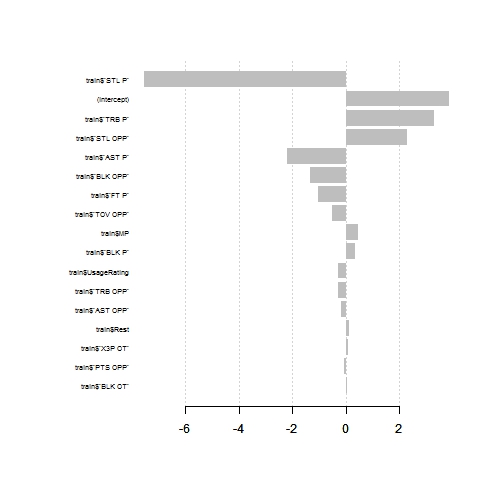 train$`STL P`
(Intercept)
train$`TRB P`
train$`STL OPP`
train$`AST P`
train$`BLK OPP`
train$`FT P`
train$`TOV OPP`
train$MP
train$`BLK P`
train$UsageRating
train$`TRB OPP`
train$`AST OPP`
train$Rest
train$`X3P OT`
train$`PTS OPP`
train$`BLK OT`
-6 -4 -2 0 2